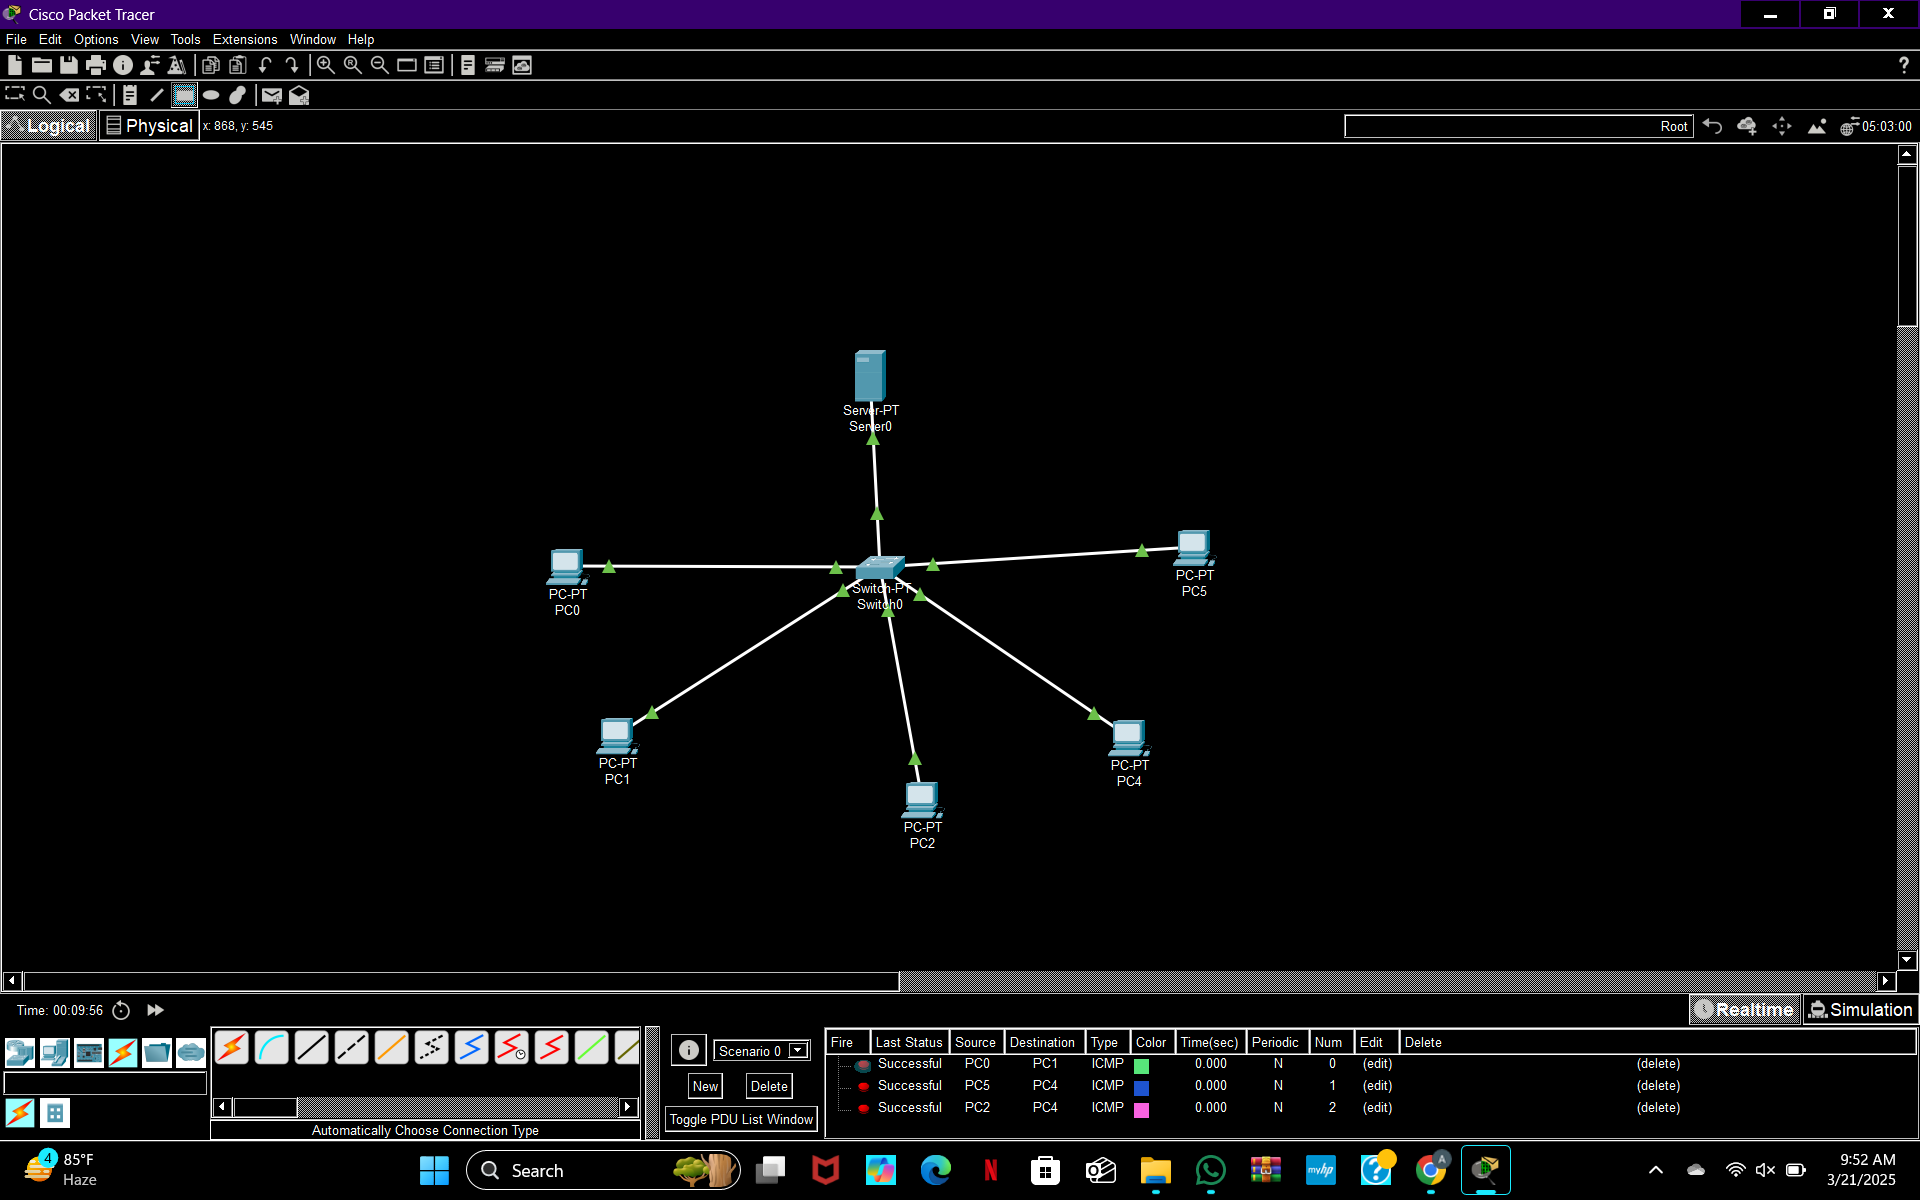 Cisco Packet Tracer
File Edit Options View Tools Extensions Window Help
?
Logical Physical x: 868, y: 545 Root 05:03:00
Server-PT
Server0
PC-PT
PC0
Switch-PT
Switch0
PC-PT
PC5
PC-PT
PC1
PC-PT
PC4
PC-PT
PC2
Time: 00:09:56 Realtime Simulation
Scenario 0
New Delete
Toggle PDU List Window
Automatically Choose Connection Type
Fire Last Status Source Destination Type Color Time(sec) Periodic Num Edit Delete
Successful PC0 PC1 ICMP 0.000 N 0 (edit) (delete)
Successful PC5 PC4 ICMP 0.000 N 1 (edit) (delete)
Successful PC2 PC4 ICMP 0.000 N 2 (edit) (delete)
4 85°F
Haze
Search
N
myhp
?
A
9:52 AM
3/21/2025